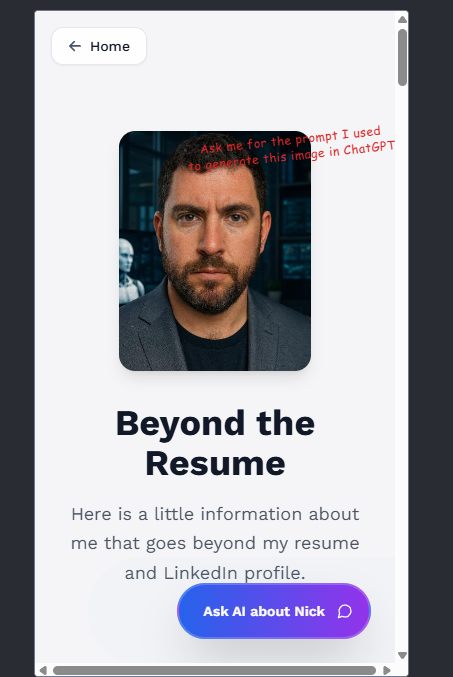 Home
Ask me for the prompt I used
to generate this image in ChatGPT
Beyond the
Resume
Here is a little information about
me that goes beyond my resume
and LinkedIn profile.
Ask AI about Nick